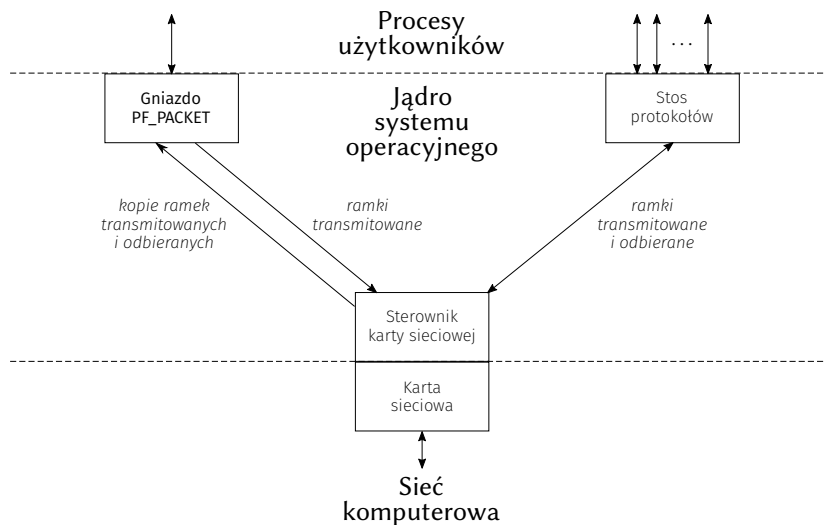 Procesy
użytkowników
...
Gniazdo
PF_PACKET
Jądro
systemu
operacyjnego
Stos
protokołów
kopie ramek
transmitowanych
i odbieranych
ramki
transmitowane
ramki
transmitowane
i odbierane
Sterownik
karty sieciowej
Karta
sieciowa
Sieć
komputerowa